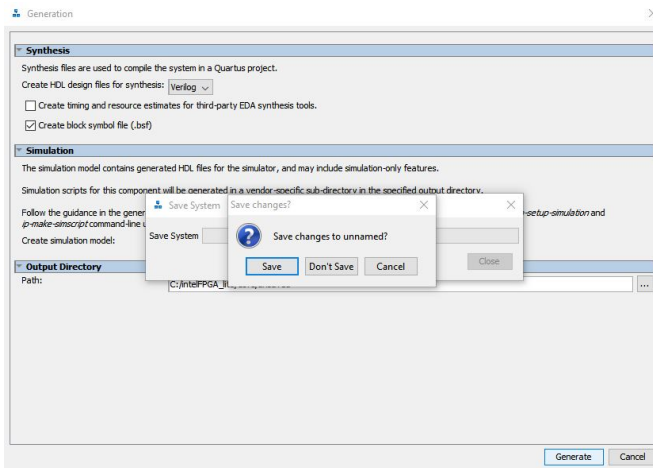 Generation
Synthesis
Synthesis files are used to compile the system in a Quartus project.
Create HDL design files for synthesis: Verilog
Create timing and resource estimates for third-party EDA synthesis tools.
Create block symbol file (.bsf)
Simulation
The simulation model contains generated HDL files for the simulator, and may include simulation-only features.
Simulation scripts for this component will be generated in a vendor-specific sub-directory in the specified output directory.
Save System
Save changes?
Follow the guidance in the gener
-setup-simulation and
ip-make-simscript command-line
Save System
Save changes to unnamed?
Create simulation model:
Save
Don't Save
Cancel
Close
Output Directory
Path:
C:/intelFPGA_li
...
Generate
Cancel